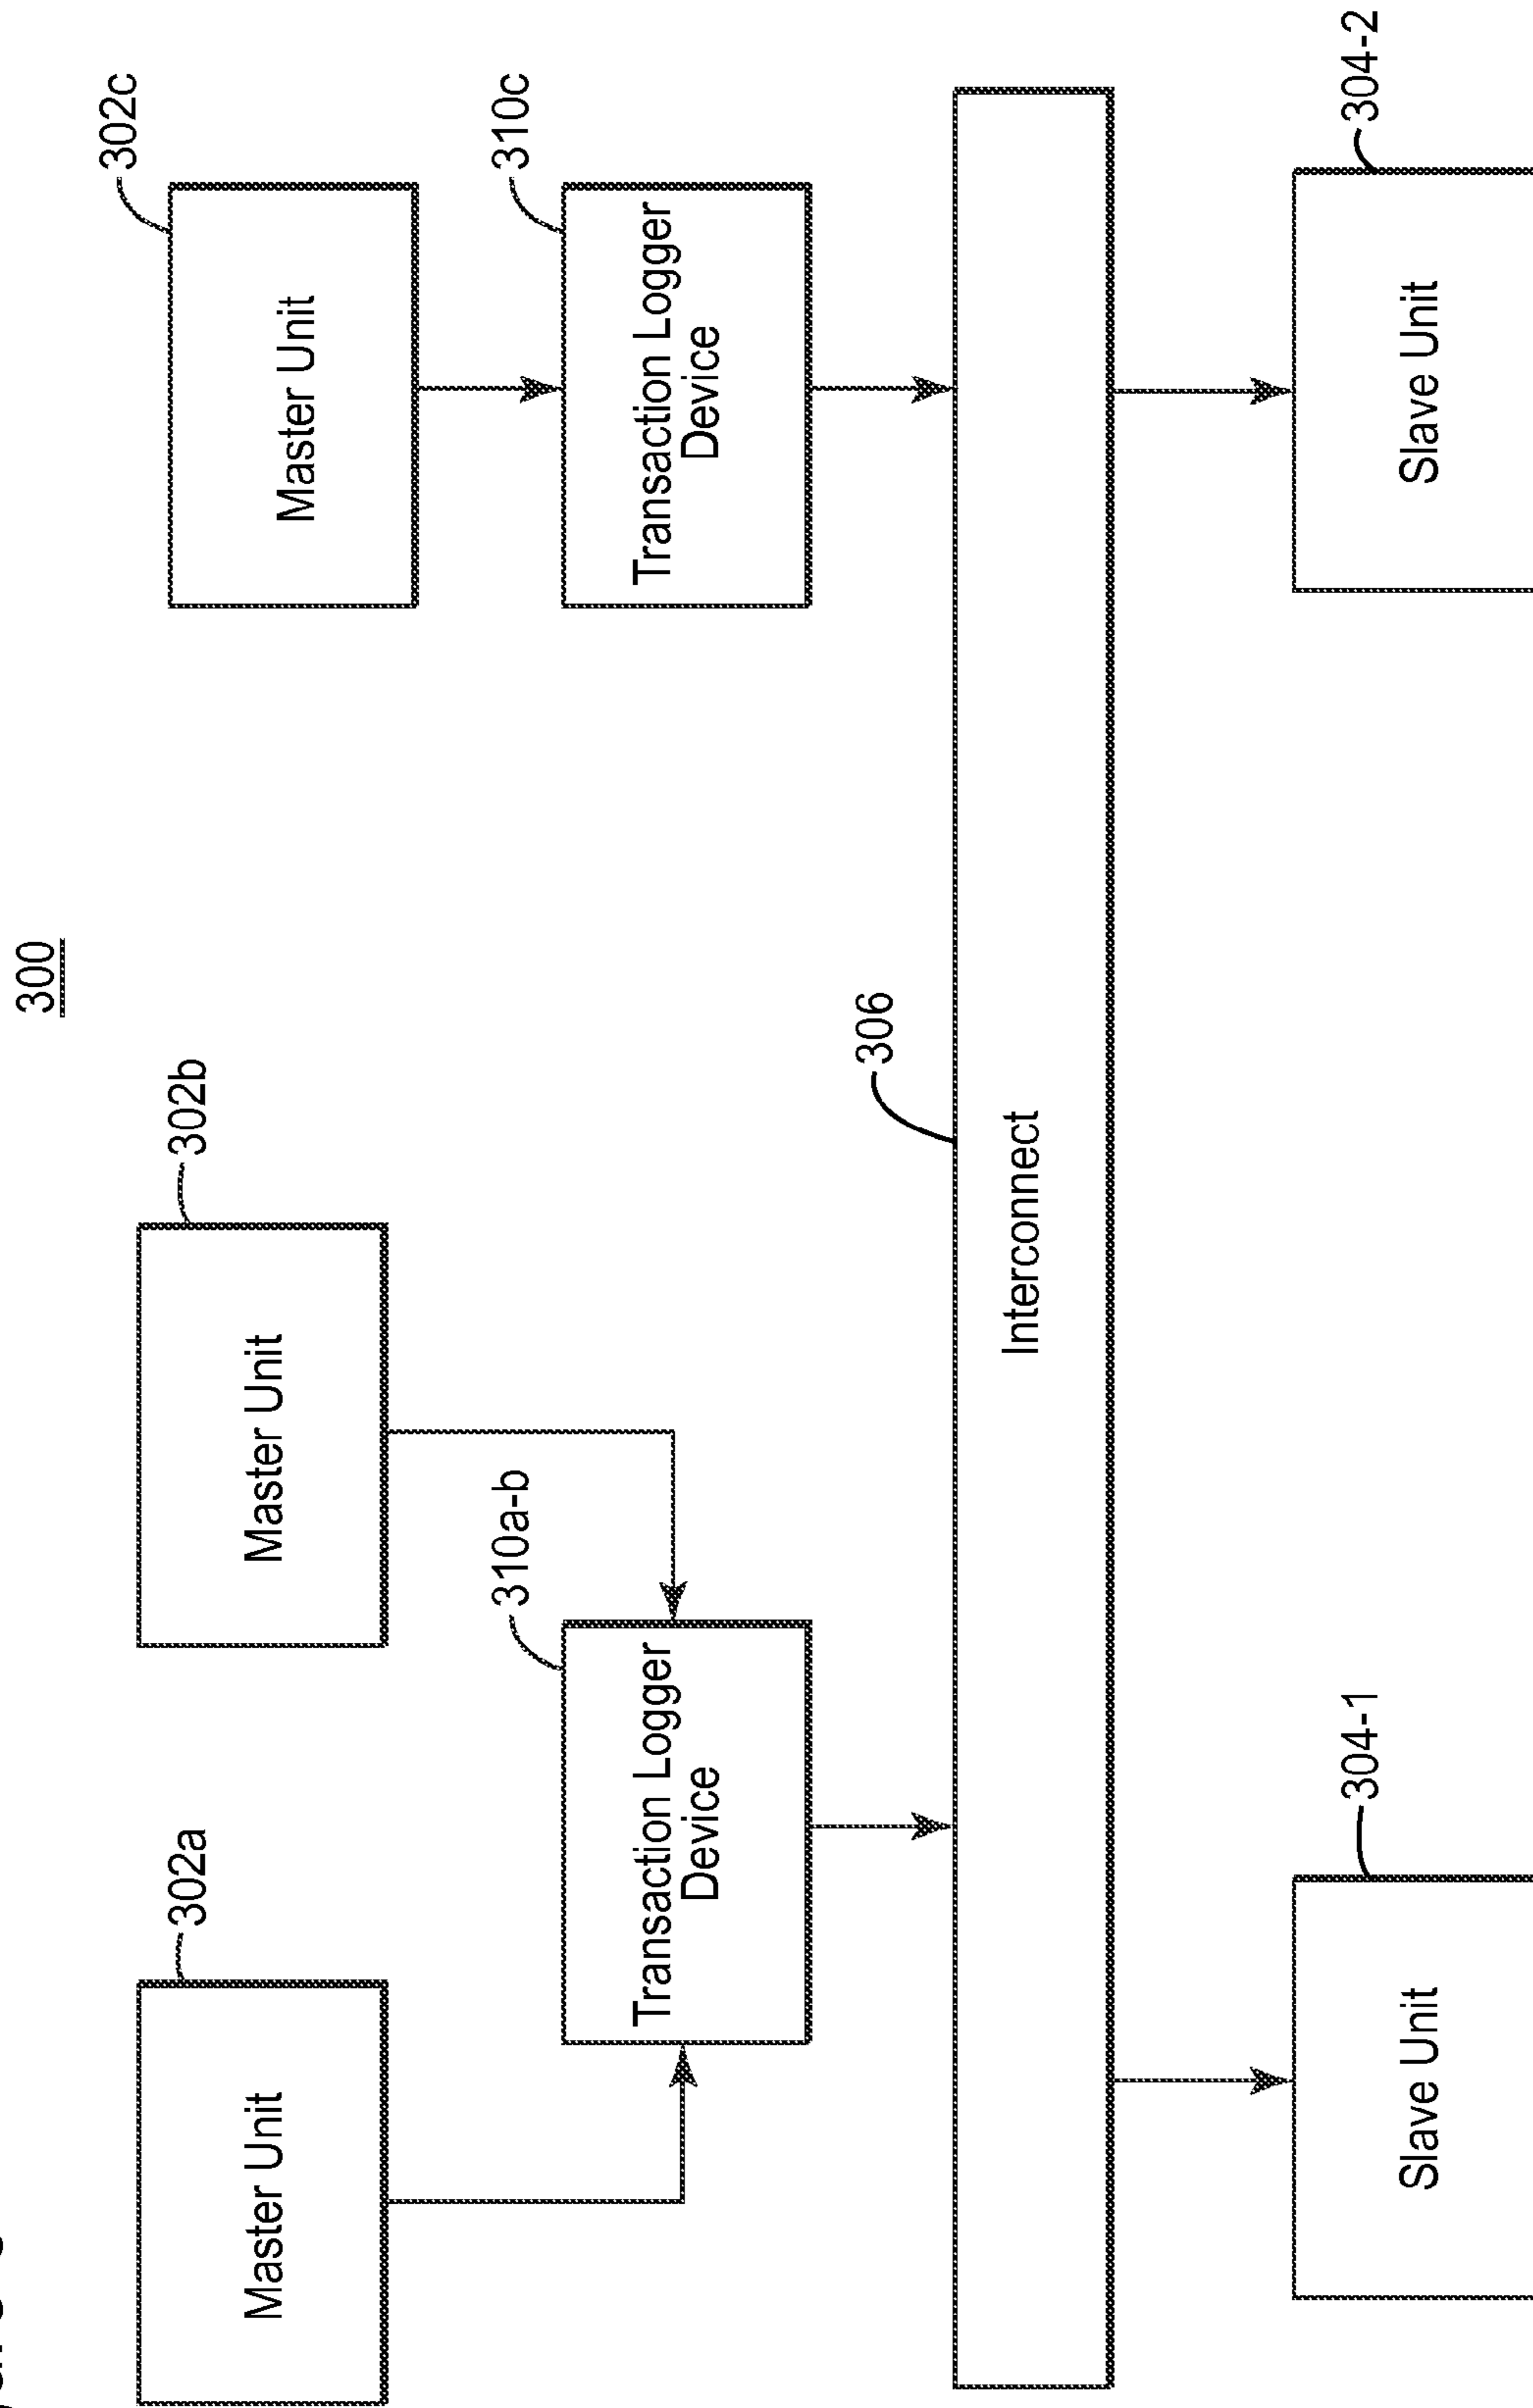 300
302a
302b
302c
Master Unit
Master Unit
Master Unit
310a-b
310c
Transaction Logger
Device
Transaction Logger
Device
306
Interconnect
304-1
304-2
Slave Unit
Slave Unit